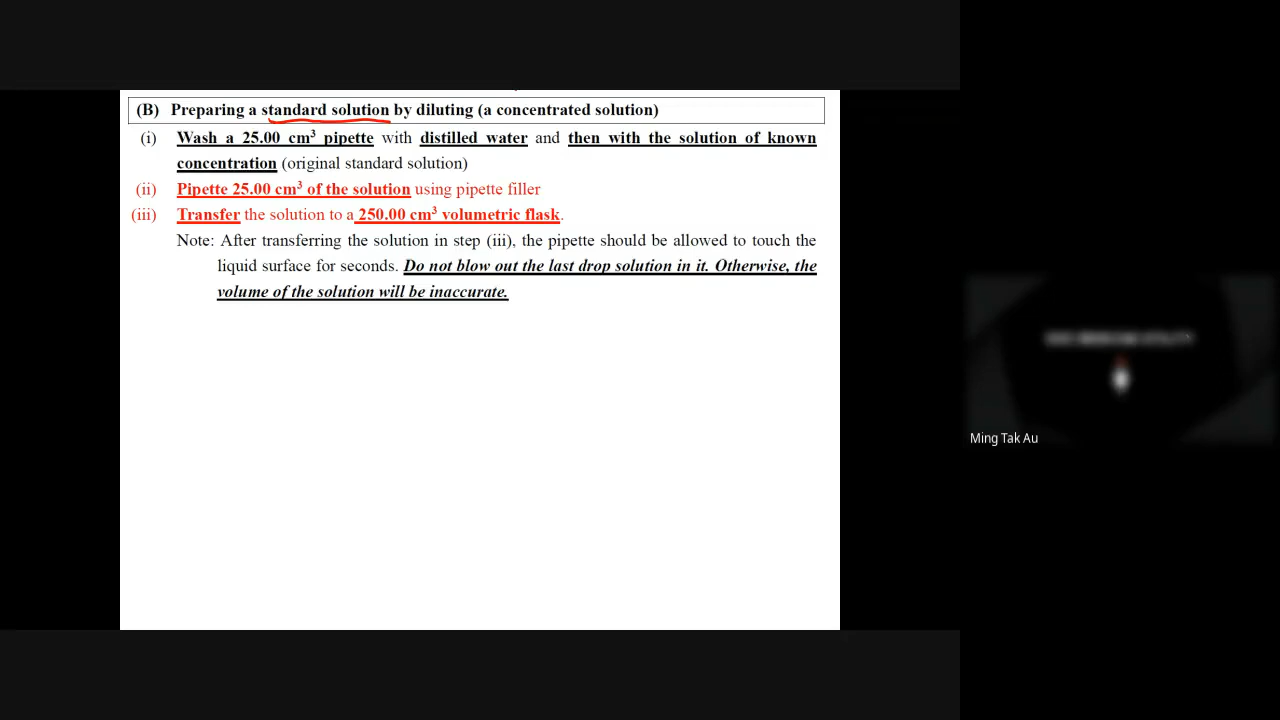 (B) Preparing a standard solution by diluting (a concentrated solution)
(i) Wash a 25.00 cm³ pipette with distilled water and then with the solution of known
concentration (original standard solution)
(ii) Pipette 25.00 cm³ of the solution using pipette filler
(iii) Transfer the solution to a 250.00 cm³ volumetric flask.
Note: After transferring the solution in step (iii), the pipette should be allowed to touch the
liquid surface for seconds. Do not blow out the last drop solution in it. Otherwise, the
volume of the solution will be inaccurate.
Ming Tak Au